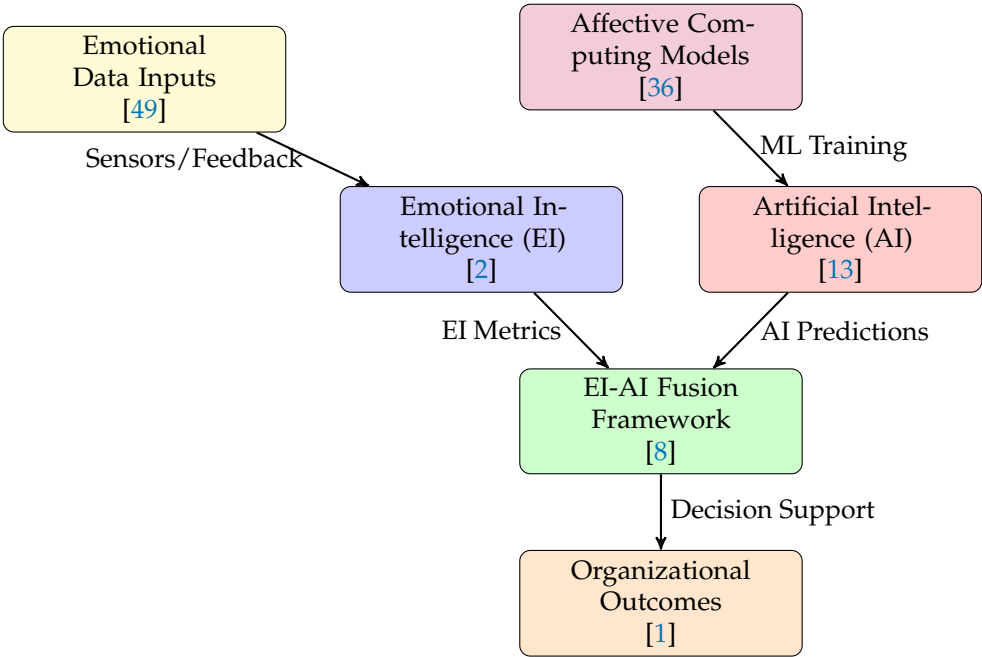 Emotional
Data Inputs
[49]
Affective Com-
puting Models
[36]
Sensors/Feedback
ML Training
Emotional In-
telligence (EI)
[2]
Artificial Intel-
ligence (AI)
[13]
EI Metrics
AI Predictions
EI-AI Fusion
Framework
[8]
Decision Support
Organizational
Outcomes
[1]